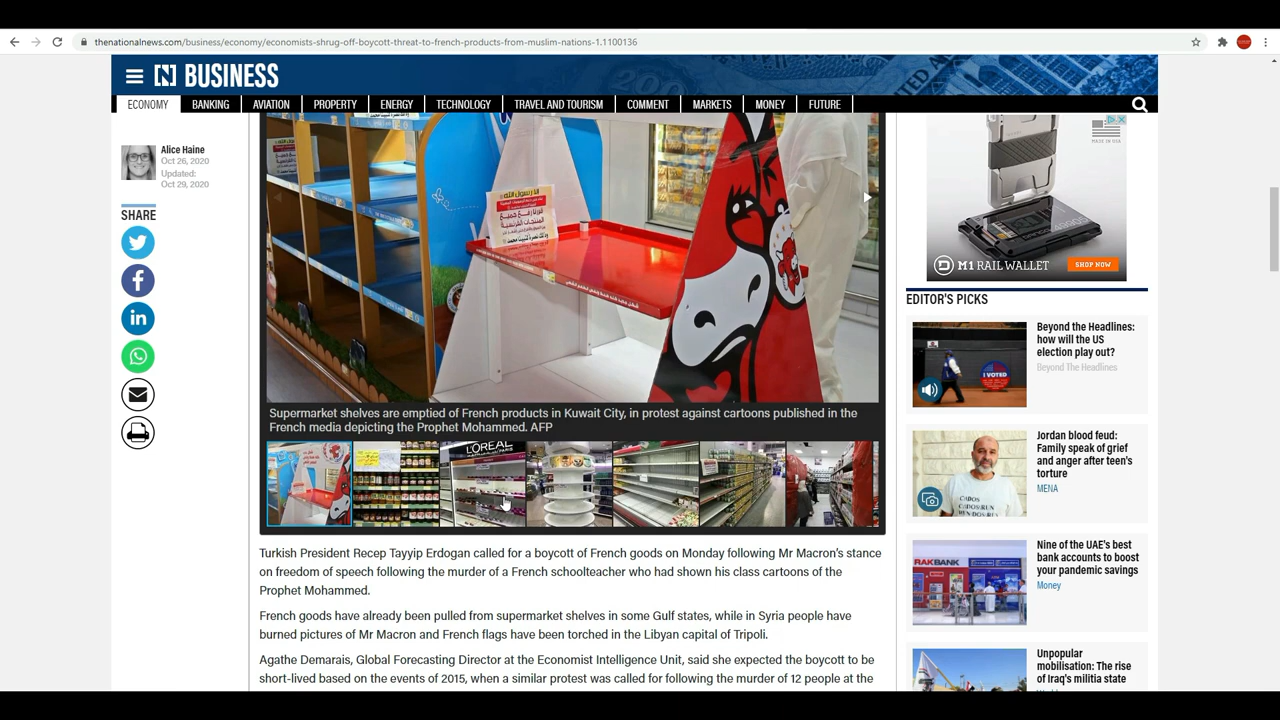 thenationalnews.com/business/economy/economists-shrug-off-boycott-threat-to-french-products-from-muslim-nations-1.1100136
BUSINESS
ECONOMY
BANKING
AVIATION
PROPERTY
ENERGY
TECHNOLOGY
TRAVEL AND TOURISM
COMMENT
MARKETS
MONEY
FUTURE
Alice Haine
Oct 26, 2020
Updated:
Oct 29, 2020
SHARE
إلا رسول الله
Supermarket shelves are emptied of French products in Kuwait City, in protest against cartoons published in the
French media depicting the Prophet Mohammed. AFP
L'ORÉAL
Turkish President Recep Tayyip Erdogan called for a boycott of French goods on Monday following Mr Macron's stance
on freedom of speech following the murder of a French schoolteacher who had shown his class cartoons of the
Prophet Mohammed.
French goods have already been pulled from supermarket shelves in some Gulf states, while in Syria people have
burned pictures of Mr Macron and French flags have been torched in the Libyan capital of Tripoli.
Agathe Demarais, Global Forecasting Director at the Economist Intelligence Unit, said she expected the boycott to be
short-lived based on the events of 2015, when a similar protest was called for following the murder of 12 people at the
MADE IN USA
M1 RAIL WALLET
SHOP NOW
EDITOR'S PICKS
I VOTED
Beyond the Headlines:
how will the US
election play out?
Beyond The Headlines
Jordan blood feud:
Family speak of grief
and anger after teen's
torture
MENA
RAKBANK
Nine of the UAE's best
bank accounts to boost
your pandemic savings
Money
Unpopular
mobilisation: The rise
of Iraq's militia state